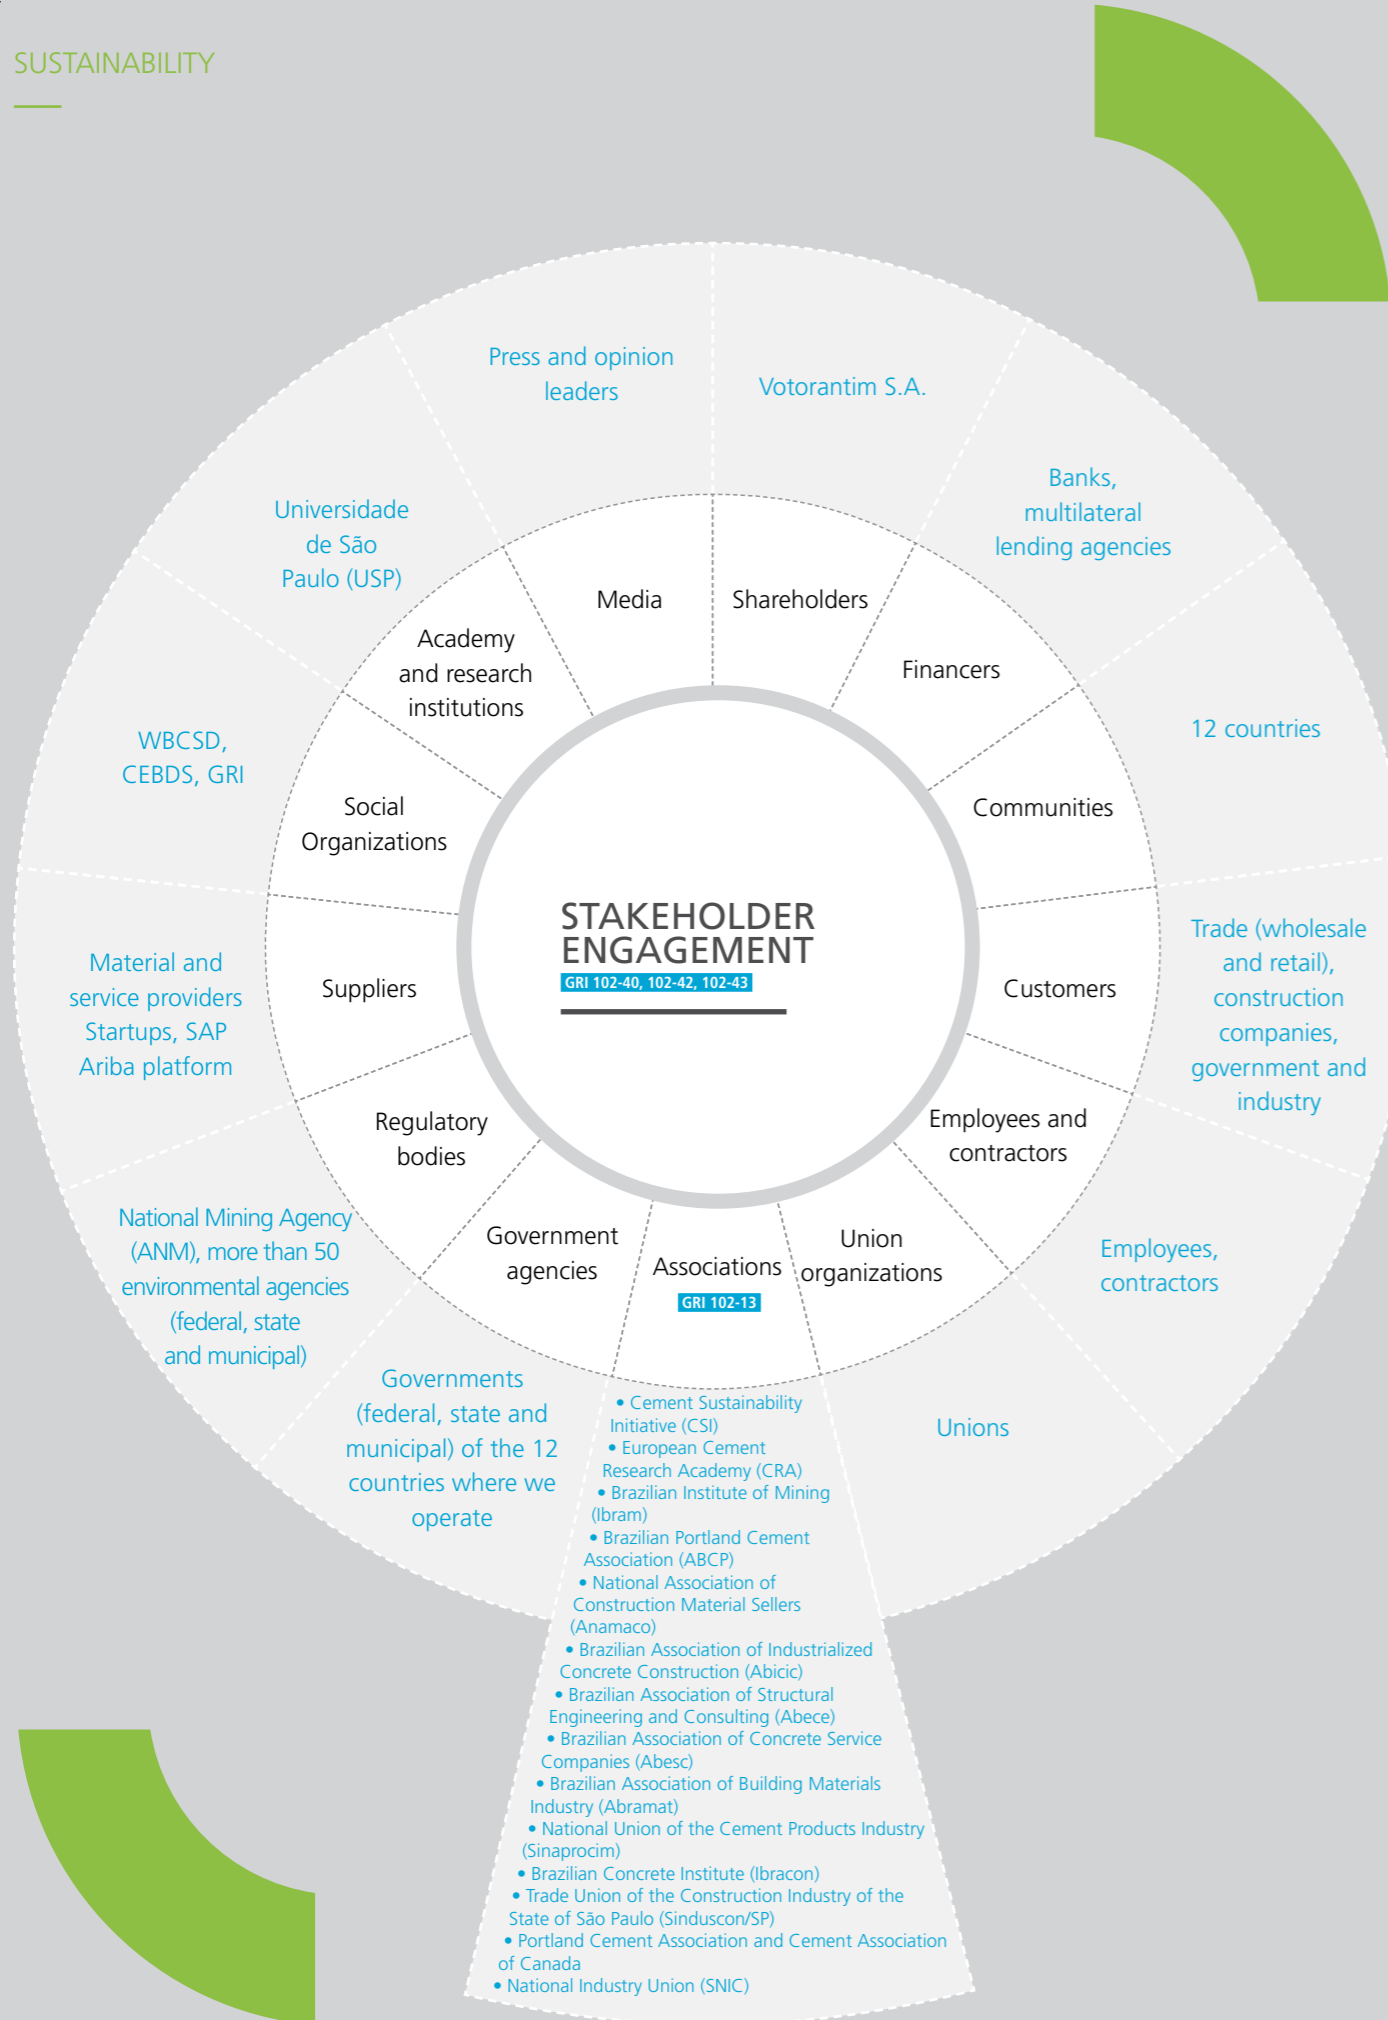 SUSTAINABILITY
Press and opinion
leaders
Votorantim S.A.
Banks,
multilateral
lending agencies
Universidade
de São
Paulo (USP)
Media
Shareholders
Academy
and research
institutions
Financers
12 countries
WBCSD,
CEBDS, GRI
Social
Organizations
Communities
STAKEHOLDER
ENGAGEMENT
GRI 102-40, 102-42, 102-43
Trade (wholesale
and retail),
construction
companies,
government and
industry
Material and
service providers
Startups, SAP
Ariba platform
Suppliers
Customers
Regulatory
bodies
Employees and
contractors
National Mining Agency
(ANM), more than 50
environmental agencies
(federal, state
and municipal)
Government
agencies
Associations
GRI 102-13
Union
organizations
Employees,
contractors
Governments
(federal, state and
municipal) of the 12
countries where we
operate
Unions
• Cement Sustainability
Initiative (CSI)
• European Cement
Research Academy (CRA)
• Brazilian Institute of Mining
(Ibram)
• Brazilian Portland Cement
Association (ABCP)
• National Association of
Construction Material Sellers
(Anamaco)
• Brazilian Association of Industrialized
Concrete Construction (Abicic)
• Brazilian Association of Structural
Engineering and Consulting (Abece)
• Brazilian Association of Concrete Service
Companies (Abesc)
• Brazilian Association of Building Materials
Industry (Abramat)
• National Union of the Cement Products Industry
(Sinaprocim)
• Brazilian Concrete Institute (Ibracon)
• Trade Union of the Construction Industry of the
State of São Paulo (Sinduscon/SP)
• Portland Cement Association and Cement Association
of Canada
• National Industry Union (SNIC)